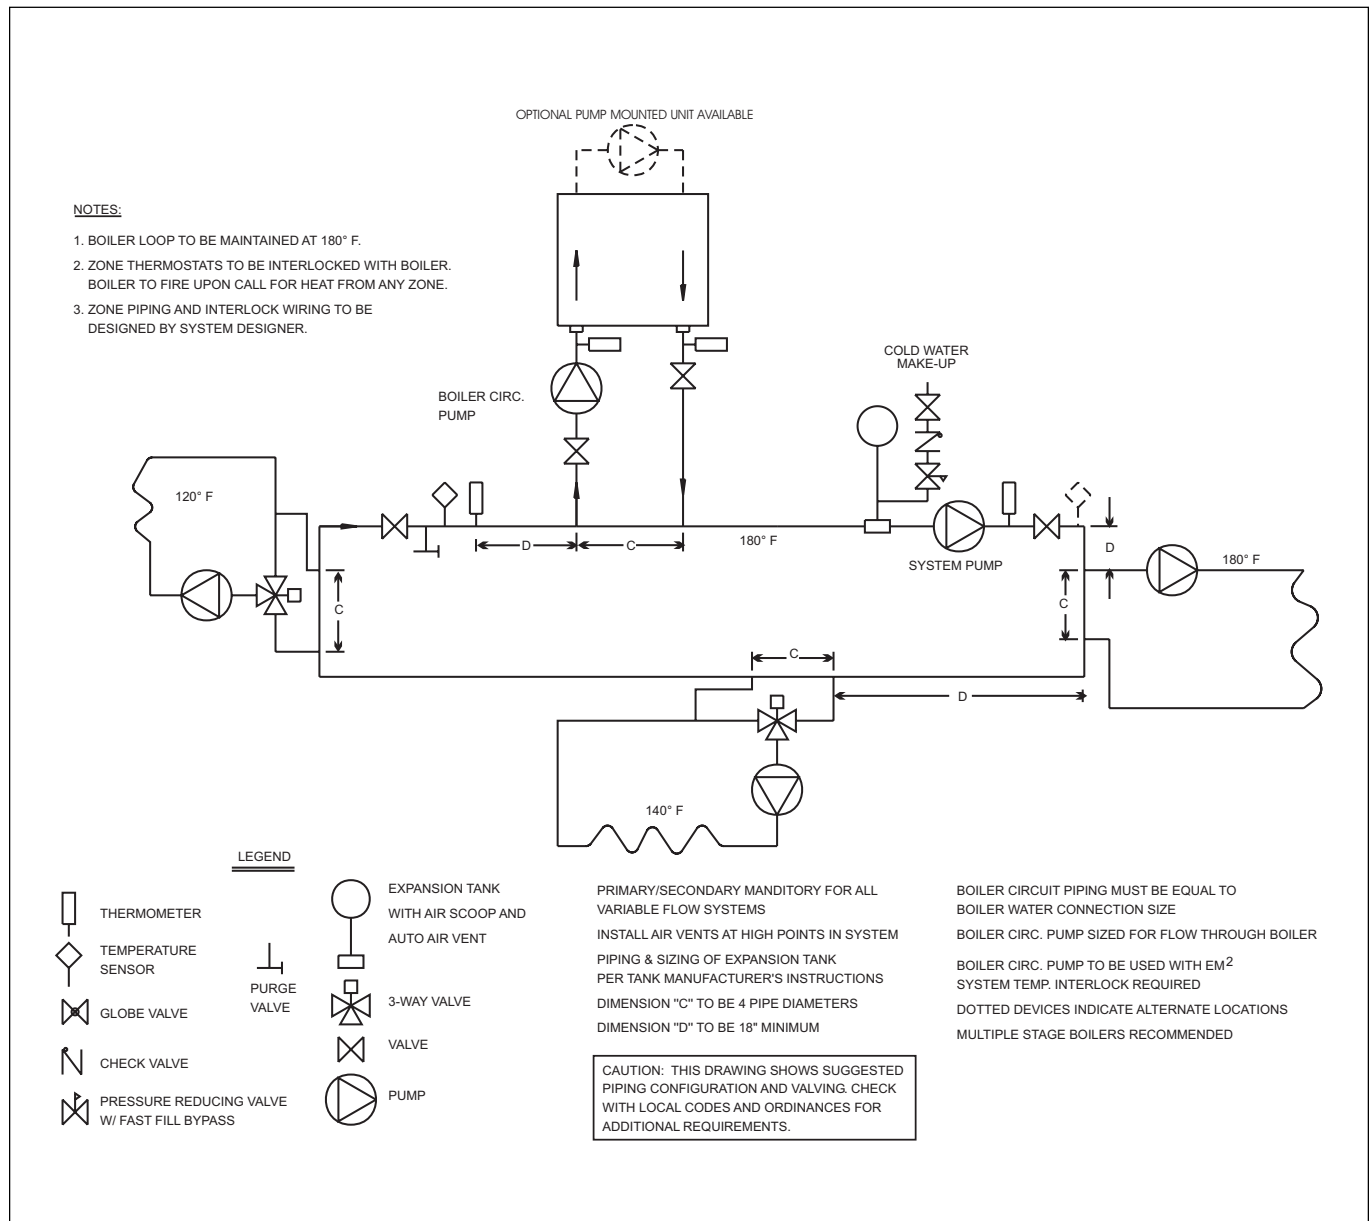 OPTIONAL PUMP MOUNTED UNIT AVAILABLE
NOTES:
1. BOILER LOOP TO BE MAINTAINED AT 180° F.
2. ZONE THERMOSTATS TO BE INTERLOCKED WITH BOILER.
BOILER TO FIRE UPON CALL FOR HEAT FROM ANY ZONE.
3. ZONE PIPING AND INTERLOCK WIRING TO BE
DESIGNED BY SYSTEM DESIGNER.
BOILER CIRC.
PUMP
COLD WATER
MAKE-UP
120° F
D
C
180° F
SYSTEM PUMP
D
180° F
C
C
C
D
140° F
LEGEND
THERMOMETER
TEMPERATURE
SENSOR
GLOBE VALVE
CHECK VALVE
PRESSURE REDUCING VALVE
W/ FAST FILL BYPASS
PURGE
VALVE
EXPANSION TANK
WITH AIR SCOOP AND
AUTO AIR VENT
3-WAY VALVE
VALVE
PUMP
PRIMARY/SECONDARY MANDITORY FOR ALL
VARIABLE FLOW SYSTEMS
INSTALL AIR VENTS AT HIGH POINTS IN SYSTEM
PIPING & SIZING OF EXPANSION TANK
PER TANK MANUFACTURER'S INSTRUCTIONS
DIMENSION "C" TO BE 4 PIPE DIAMETERS
DIMENSION "D" TO BE 18" MINIMUM
CAUTION: THIS DRAWING SHOWS SUGGESTED
PIPING CONFIGURATION AND VALVING. CHECK
WITH LOCAL CODES AND ORDINANCES FOR
ADDITIONAL REQUIREMENTS.
BOILER CIRCUIT PIPING MUST BE EQUAL TO
BOILER WATER CONNECTION SIZE
BOILER CIRC. PUMP SIZED FOR FLOW THROUGH BOILER
BOILER CIRC. PUMP TO BE USED WITH EM²
SYSTEM TEMP. INTERLOCK REQUIRED
DOTTED DEVICES INDICATE ALTERNATE LOCATIONS
MULTIPLE STAGE BOILERS RECOMMENDED